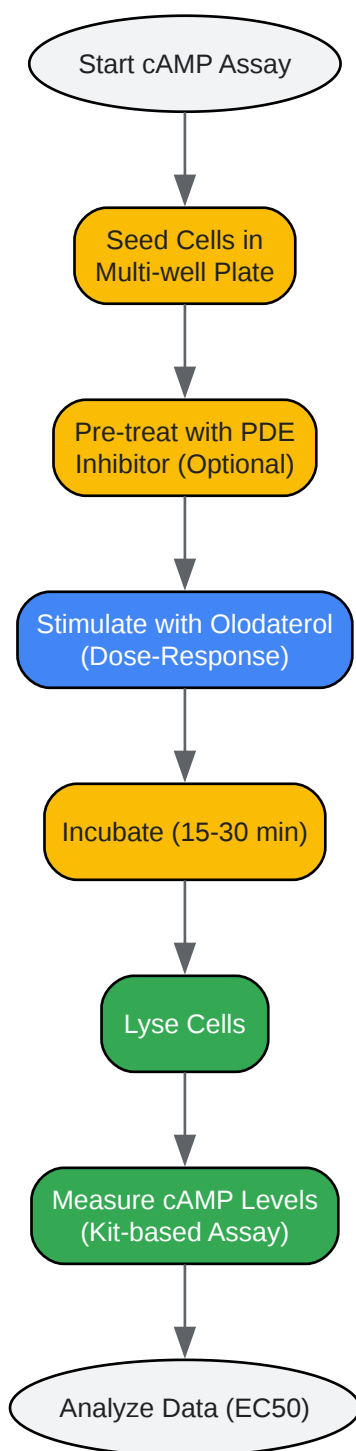 Start cAMP Assay
Seed Cells in
Multi-well Plate
Pre-treat with PDE
Inhibitor (Optional)
Stimulate with Olodaterol
(Dose-Response)
Incubate (15-30 min)
Lyse Cells
Measure cAMP Levels
(Kit-based Assay)
Analyze Data (EC50)